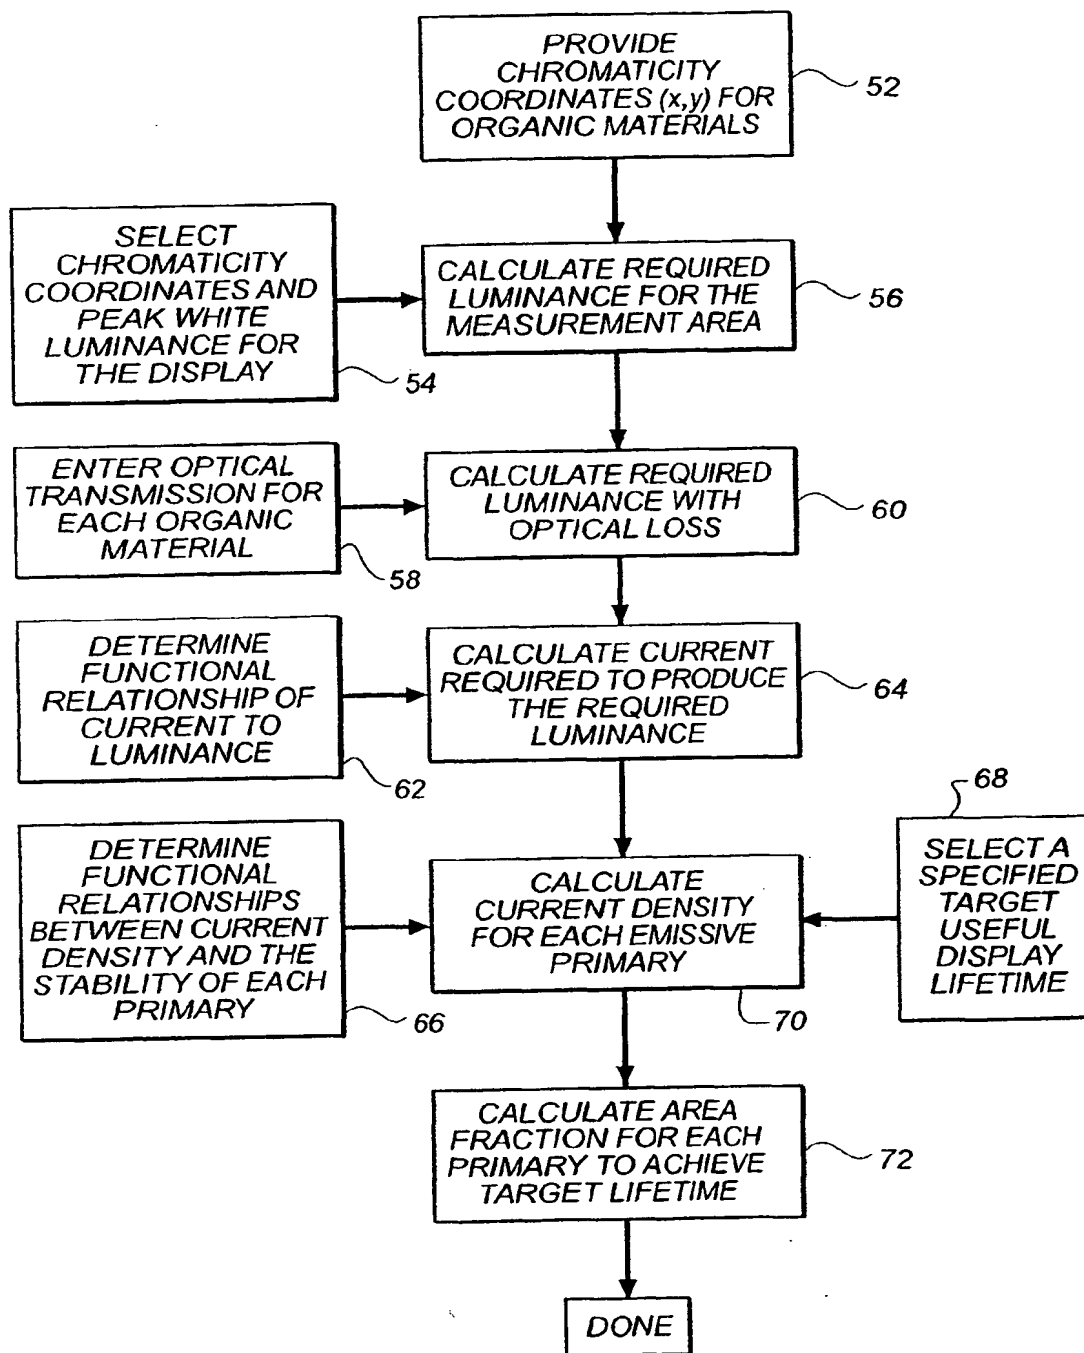 PROVIDE
CHROMATICITY
COORDINATES (x,y) FOR
ORGANIC MATERIALS
52
SELECT
CHROMATICITY
COORDINATES AND
PEAK WHITE
LUMINANCE FOR
THE DISPLAY
54
CALCULATE REQUIRED
LUMINANCE FOR THE
MEASUREMENT AREA
56
ENTER OPTICAL
TRANSMISSION FOR
EACH ORGANIC
MATERIAL
58
CALCULATE REQUIRED
LUMINANCE WITH
OPTICAL LOSS
60
DETERMINE
FUNCTIONAL
RELATIONSHIP OF
CURRENT TO
LUMINANCE
62
CALCULATE CURRENT
REQUIRED TO PRODUCE
THE REQUIRED
LUMINANCE
64
DETERMINE
FUNCTIONAL
RELATIONSHIPS
BETWEEN CURRENT
DENSITY AND THE
STABILITY OF EACH
PRIMARY
66
CALCULATE
CURRENT DENSITY
FOR EACH EMISSIVE
PRIMARY
70
68
SELECT A
SPECIFIED
TARGET
USEFUL
DISPLAY
LIFETIME
CALCULATE AREA
FRACTION FOR EACH
PRIMARY TO ACHIEVE
TARGET LIFETIME
72
DONE